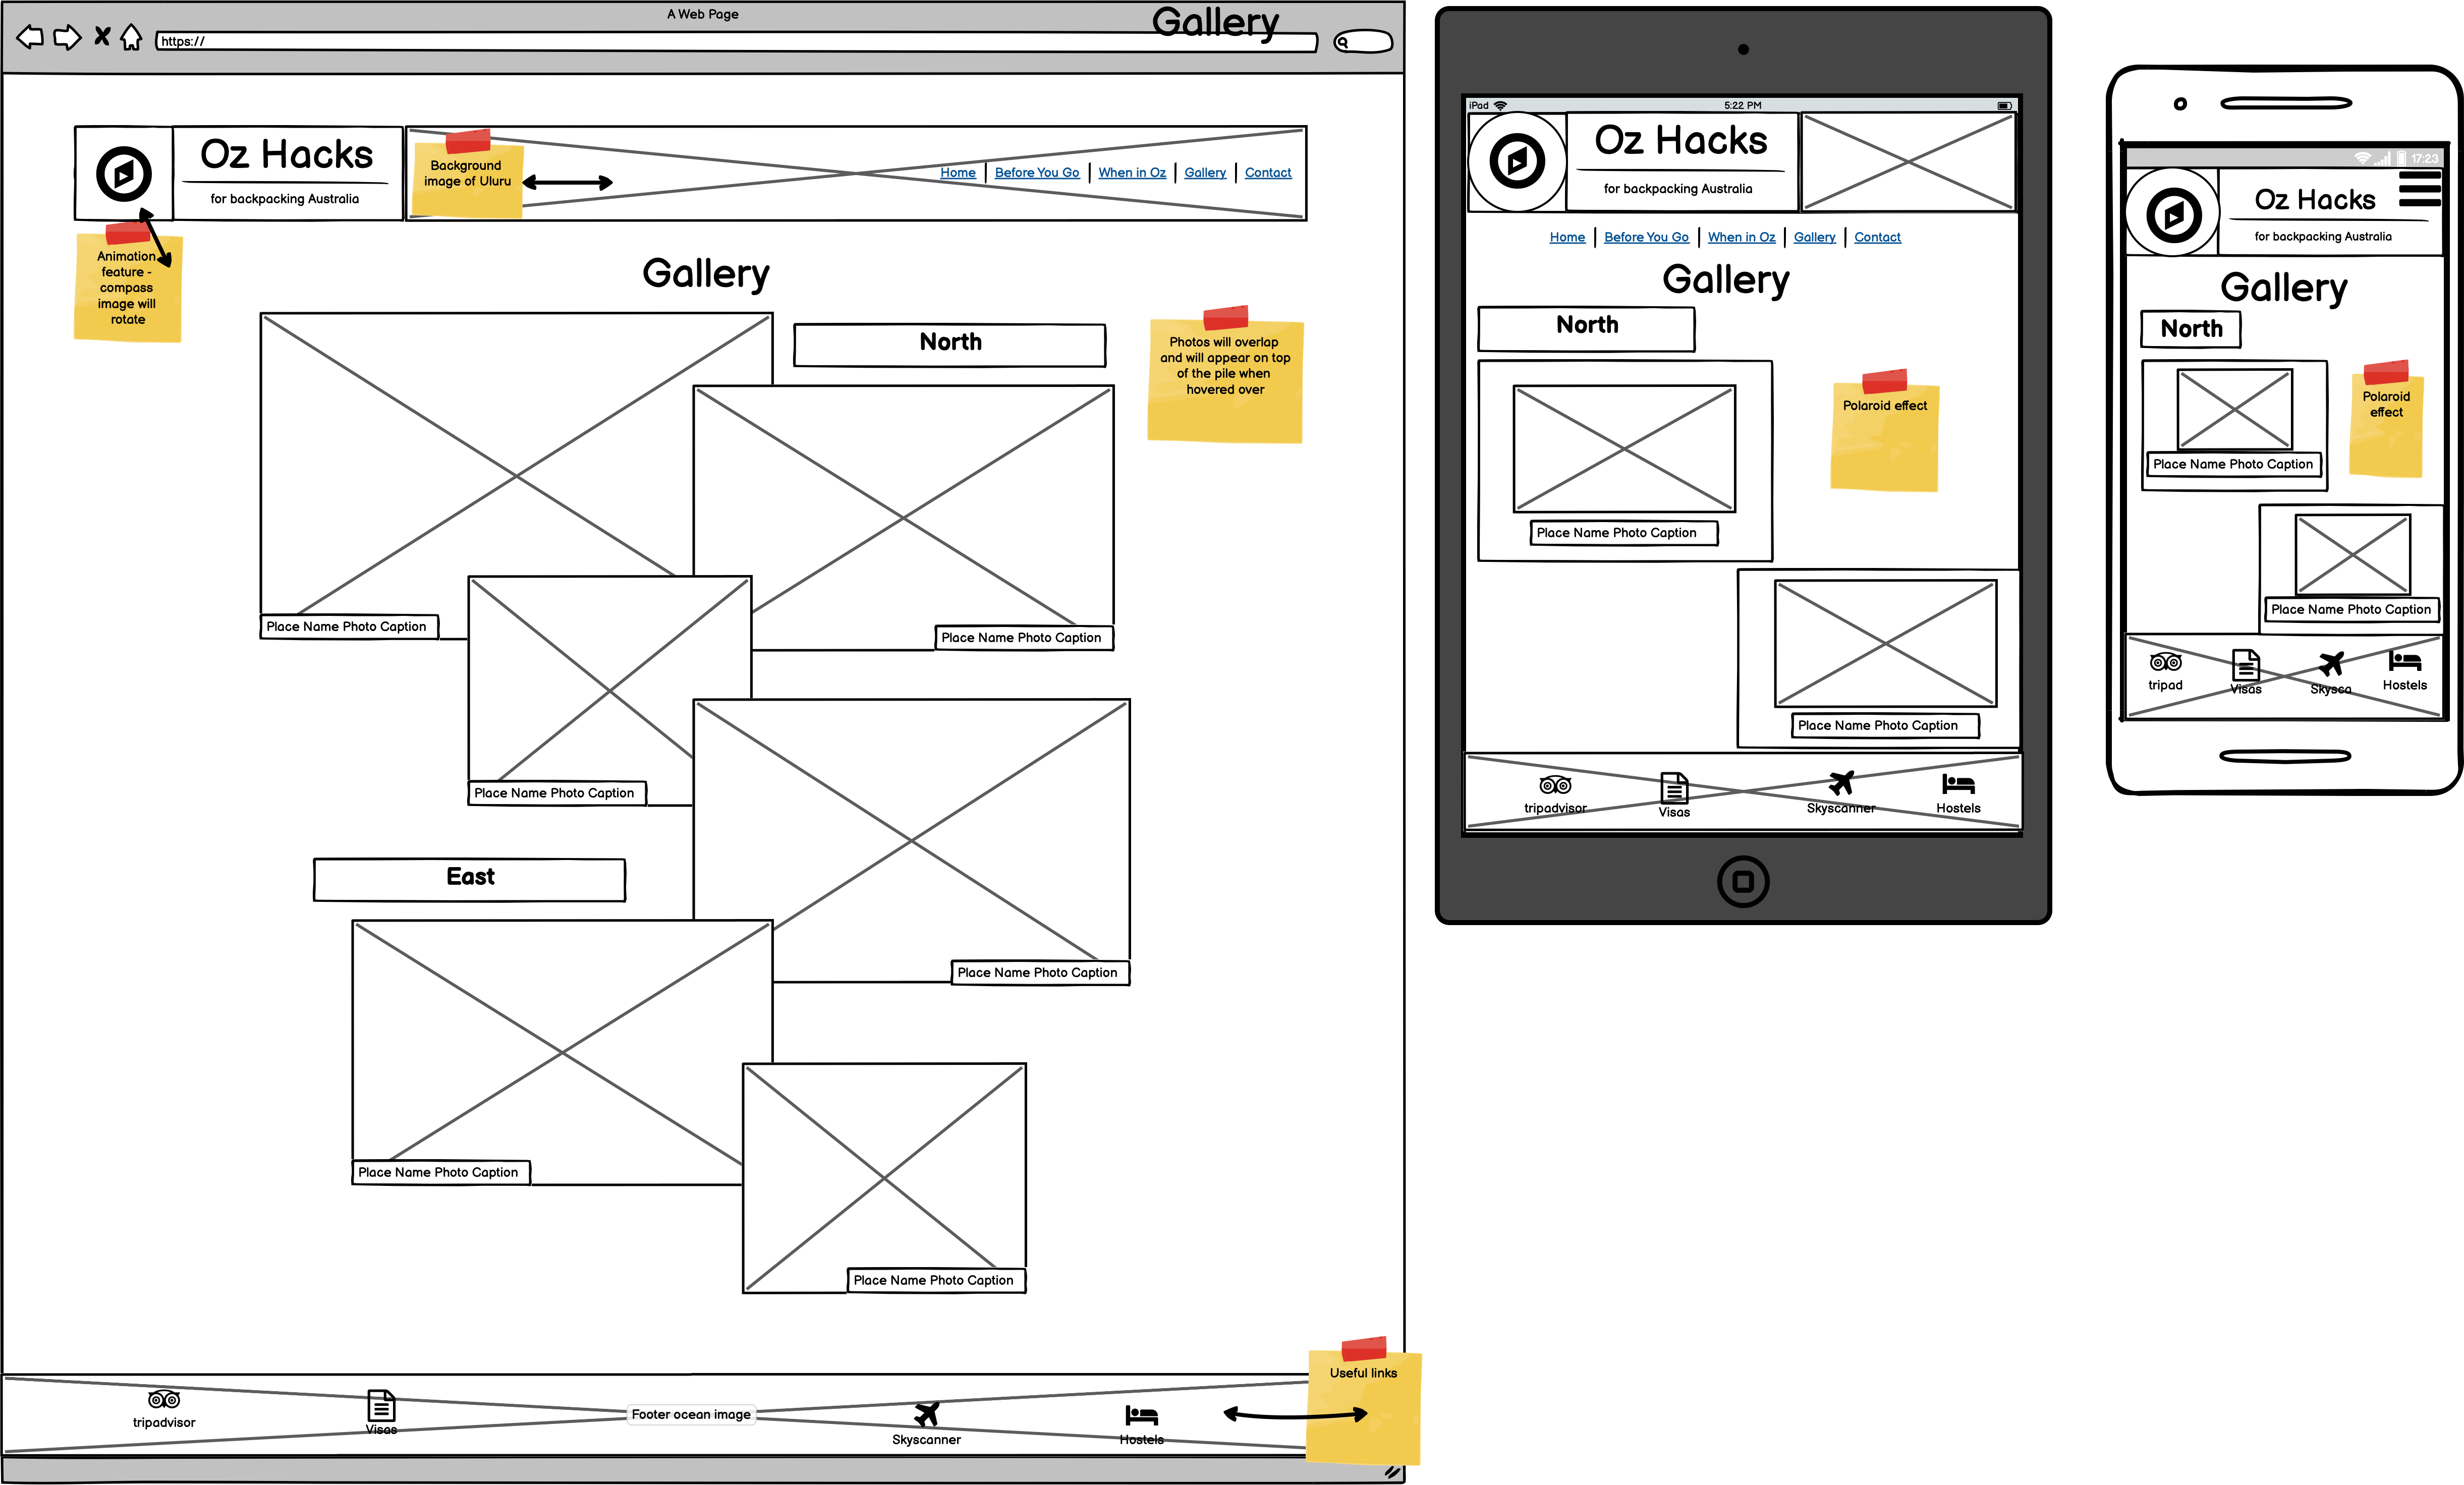 A Web Page
Gallery
https://
Oz Hacks
for backpacking Australia
Background
image of Uluru
Home
Before You Go
When in Oz
Gallery
Contact
Animation
feature -
compass
image will
rotate
Gallery
North
Photos will overlap
and will appear on top
of the pile when
hovered over
Place Name Photo Caption
Place Name Photo Caption
Place Name Photo Caption
East
Place Name Photo Caption
Place Name Photo Caption
Place Name Photo Caption
Useful links
tripadvisor
Visas
Footer ocean image
Skyscanner
Hostels
iPad
5:22 PM
Oz Hacks
for backpacking Australia
Home
Before You Go
When in Oz
Gallery
Contact
Gallery
North
Polaroid effect
Place Name Photo Caption
Place Name Photo Caption
tripadvisor
Visas
Skyscanner
Hostels
17:23
Oz Hacks
for backpacking Australia
Gallery
North
Polaroid
effect
Place Name Photo Caption
Place Name Photo Caption
tripad
Visas
Skysca
Hostels